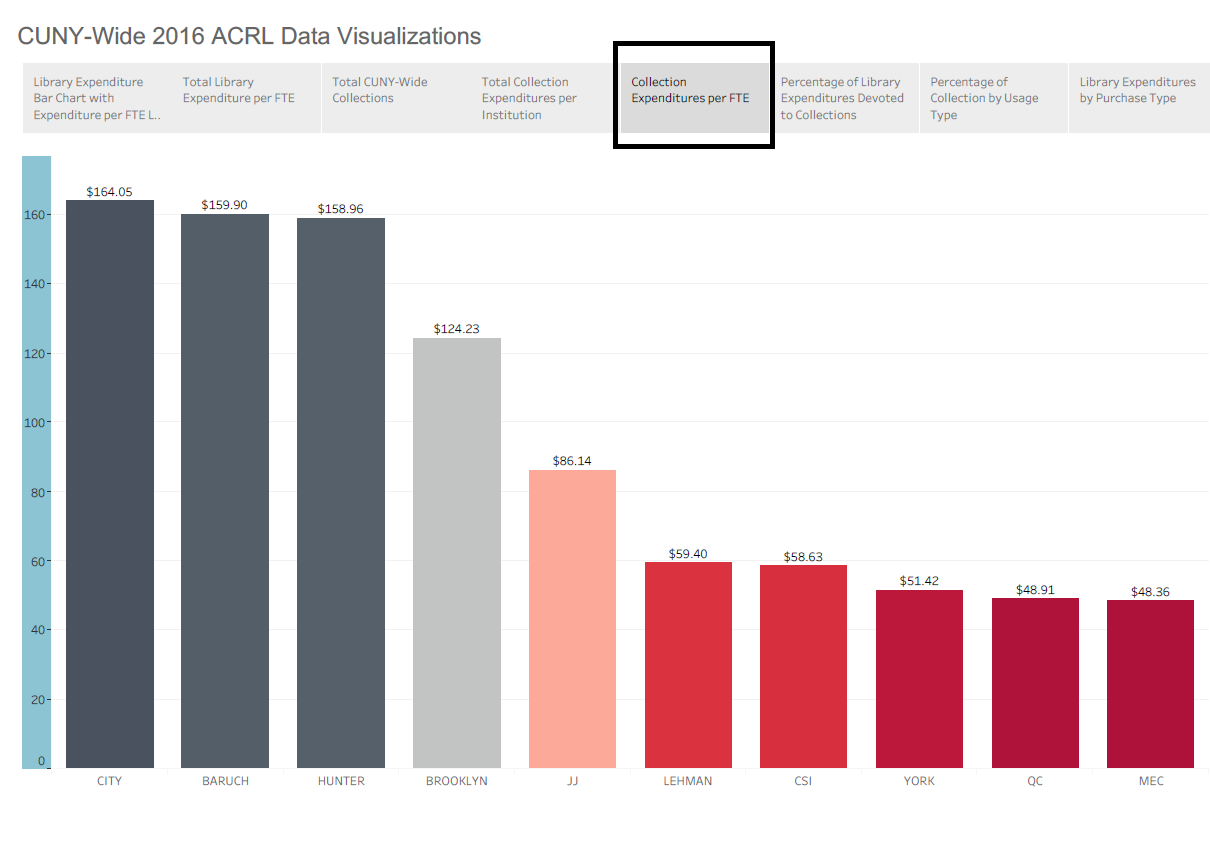 CUNY-Wide 2016 ACRL Data Visualizations
Library Expenditure
Bar Chart with
Expenditure per FTE L..
Total Library
Expenditure per FTE
Total CUNY-Wide
Collections
Total Collection
Expenditures per
Institution
Collection
Expenditures per FTE
Percentage of Library
Expenditures Devoted
to Collections
Percentage of
Collection by Usage
Type
Library Expenditures
by Purchase Type
160
140
120
100
80
60
40
20
0
$164.05
$159.90
$158.96
$124.23
$86.14
$59.40
$58.63
$51.42
$48.91
$48.36
CITY
BARUCH
HUNTER
BROOKLYN
JJ
LEHMAN
CSI
YORK
QC
MEC